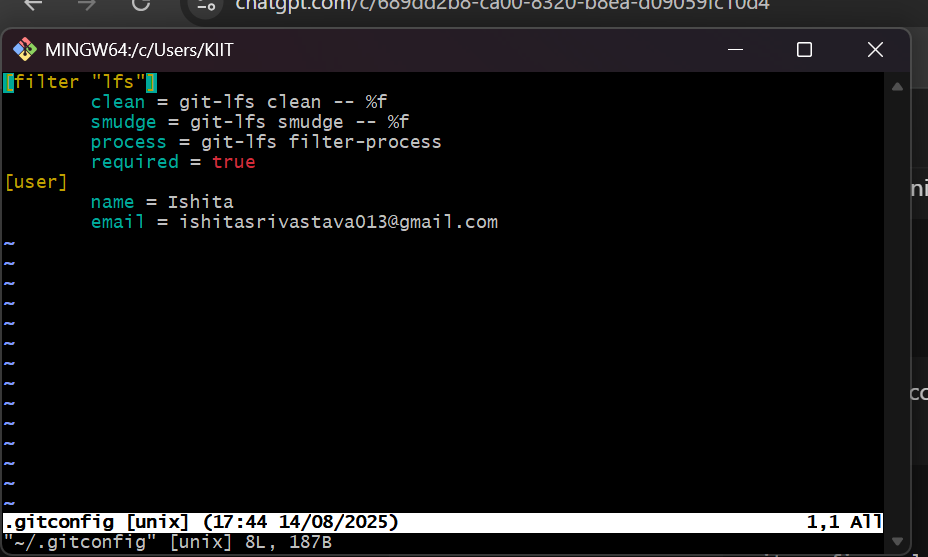 chatgpt.com/c/689dd2b8-ca00-8320-b8ea-d09059fc10d4
MINGW64:/c/Users/KIIT
[filter "lfs"]
clean = git-lfs clean -- %f
smudge = git-lfs smudge -- %f
process = git-lfs filter-process
required = true
[user]
name = Ishita
email = ishitasrivastava013@gmail.com
~
~
~
~
~
~
~
~
~
~
~
~
~
~
.gitconfig [unix] (17:44 14/08/2025) 1,1 All
"~/.gitconfig" [unix] 8L, 187B